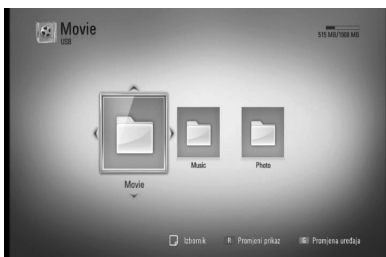 Movie
USB
515 MB/1000 MB
Movie
Music
Photo
Izbornik
R Promjeni prikaz
G Promjena uređaja